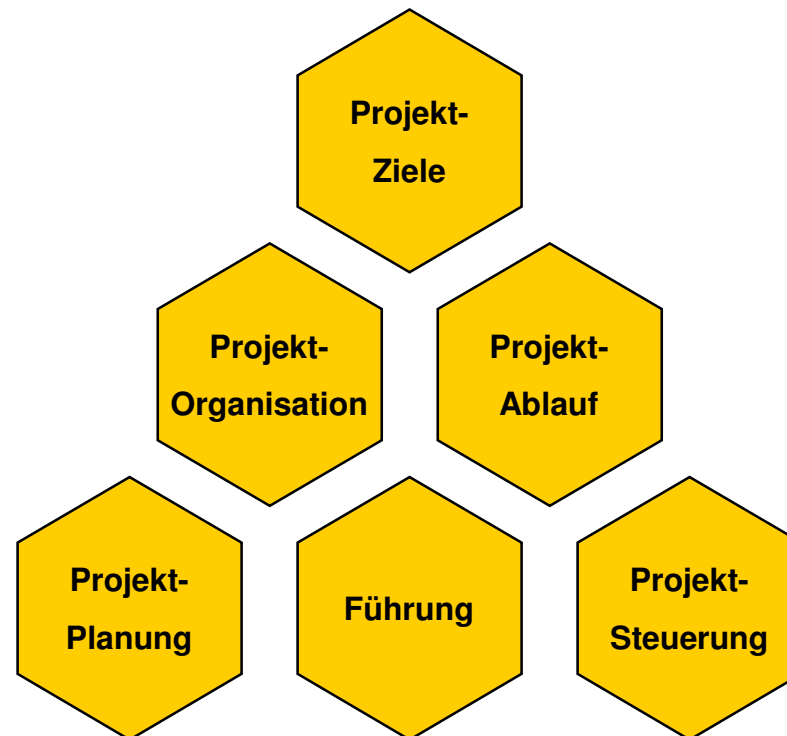 Projekt-
Ziele
Projekt-
Organisation
Projekt-
Ablauf
Projekt-
Planung
Führung
Projekt-
Steuerung